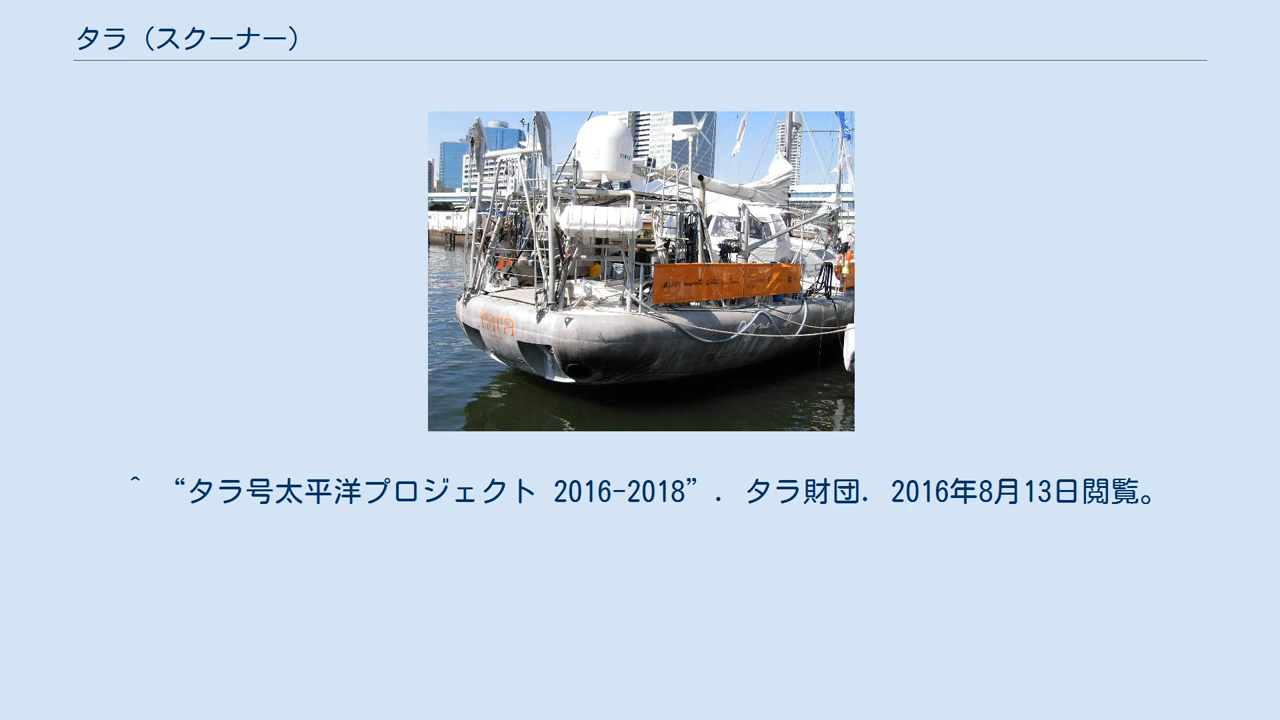 タラ（スクーナー）
tara
^ “タラ号太平洋プロジェクト 2016-2018”. タラ財団. 2016年8月13日閲覧。